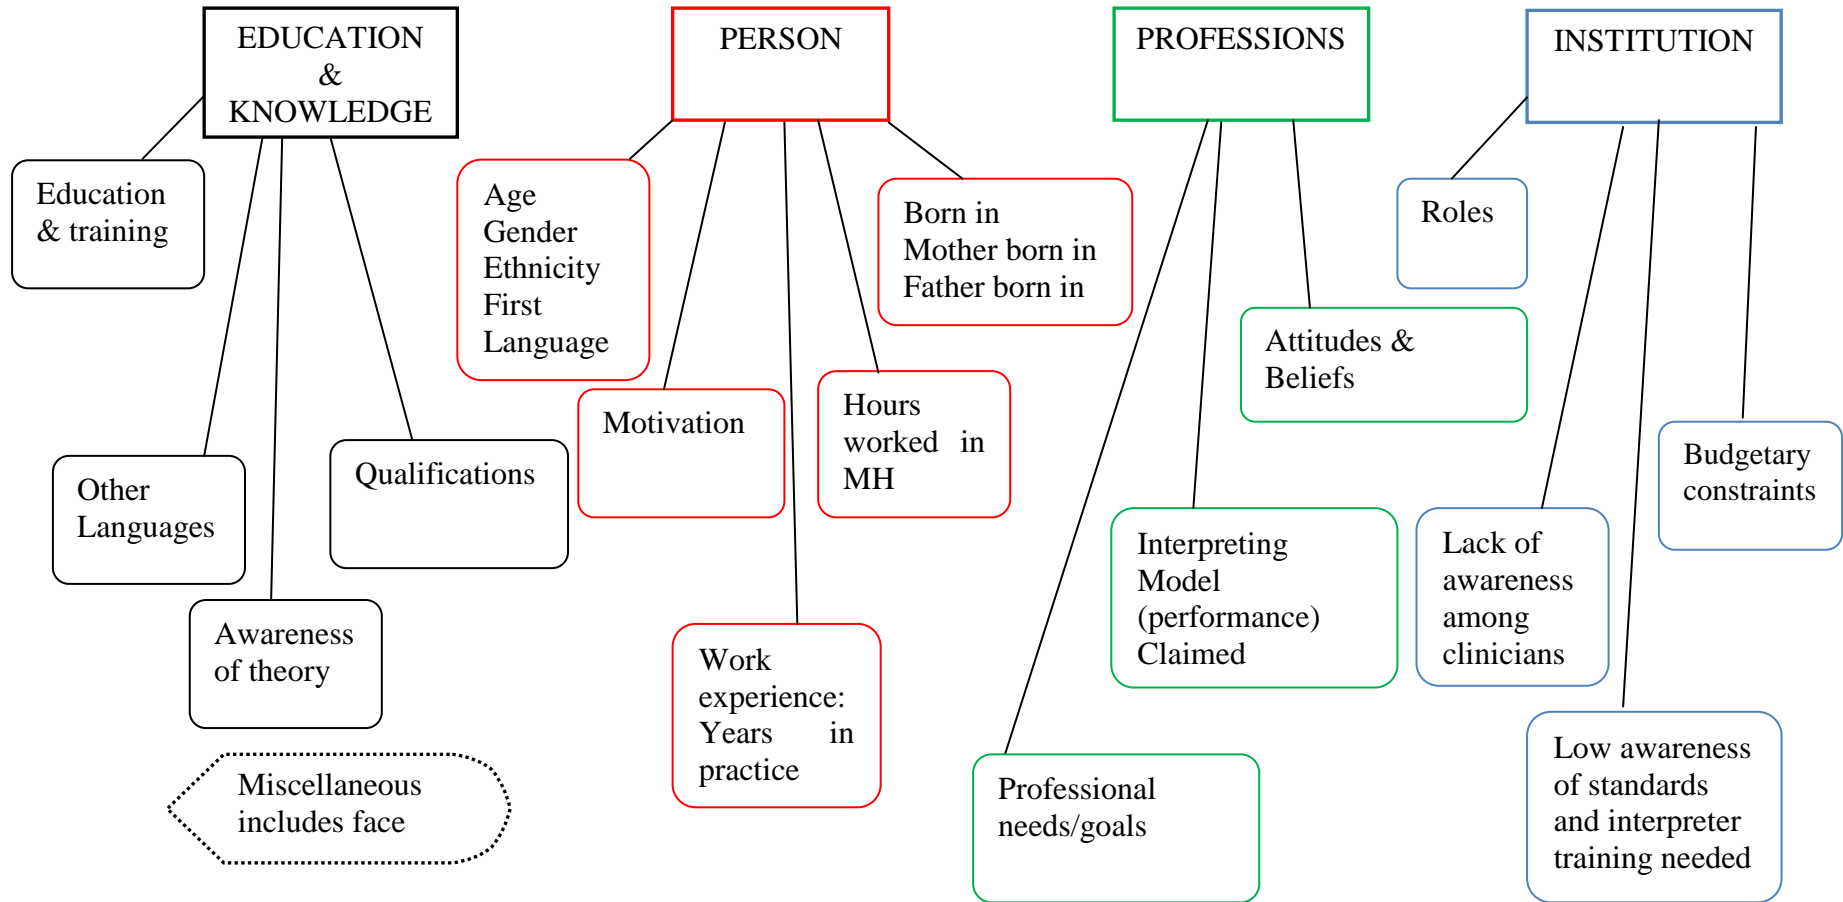 EDUCATION
&
KNOWLEDGE
PERSON
PROFESSIONS
INSTITUTION
Education
& training
Age
Gender
Ethnicity
First
Language
Born in
Mother born in
Father born in
Roles
Attitudes &
Beliefs
Motivation
Hours
worked in
MH
Budgetary
constraints
Other
Languages
Qualifications
Interpreting
Model
(performance)
Claimed
Lack of
awareness
among
clinicians
Awareness
of theory
Work
experience:
Years in
practice
Miscellaneous
includes face
Professional
needs/goals
Low awareness
of standards
and interpreter
training needed